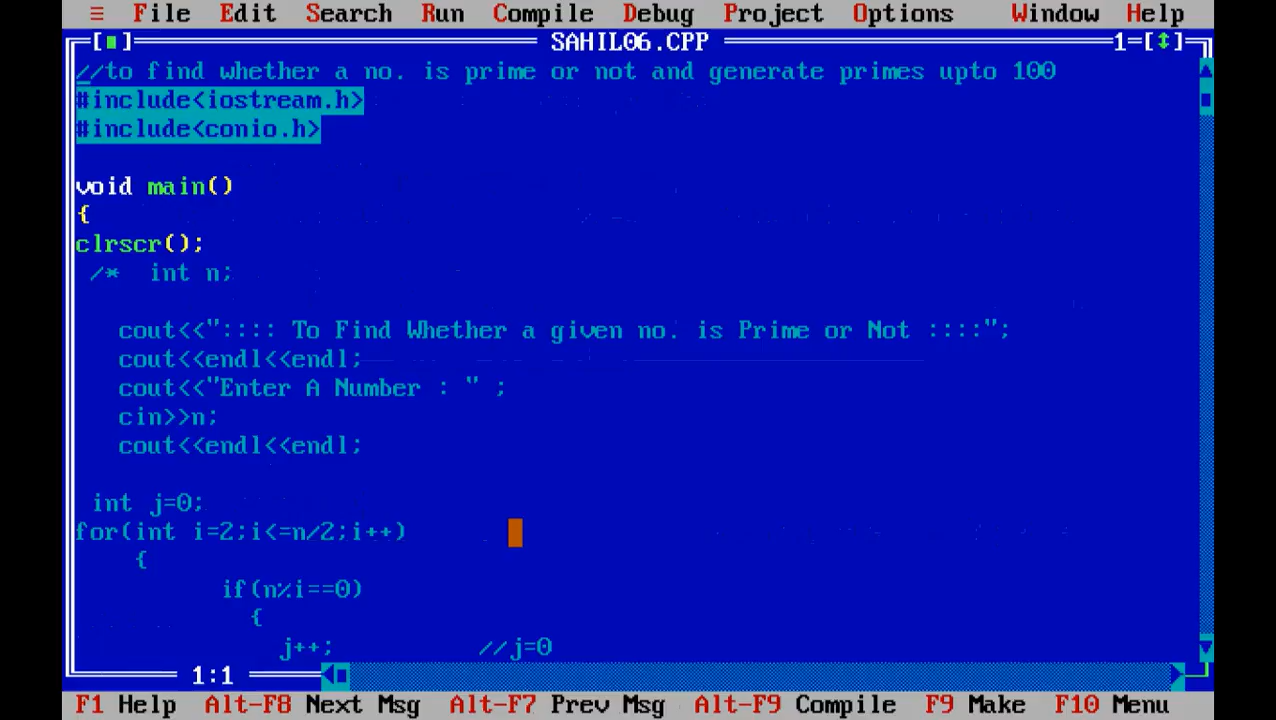 ≡ File Edit Search Run Compile Debug Project Options Window Help
[■] SAHIL06.CPP 1=[↕]
//to find whether a no. is prime or not and generate primes upto 100
#include<iostream.h>
#include<conio.h>
void main()
{
clrscr();
/* int n;
cout<<":::: To Find Whether a given no. is Prime or Not ::::";
cout<<endl<<endl;
cout<<"Enter A Number : " ;
cin>>n;
cout<<endl<<endl;
int j=0;
for(int i=2;i<=n/2;i++)
{
if(n%i==0)
{
j++; //j=0
1:1
F1 Help Alt-F8 Next Msg Alt-F7 Prev Msg Alt-F9 Compile F9 Make F10 Menu